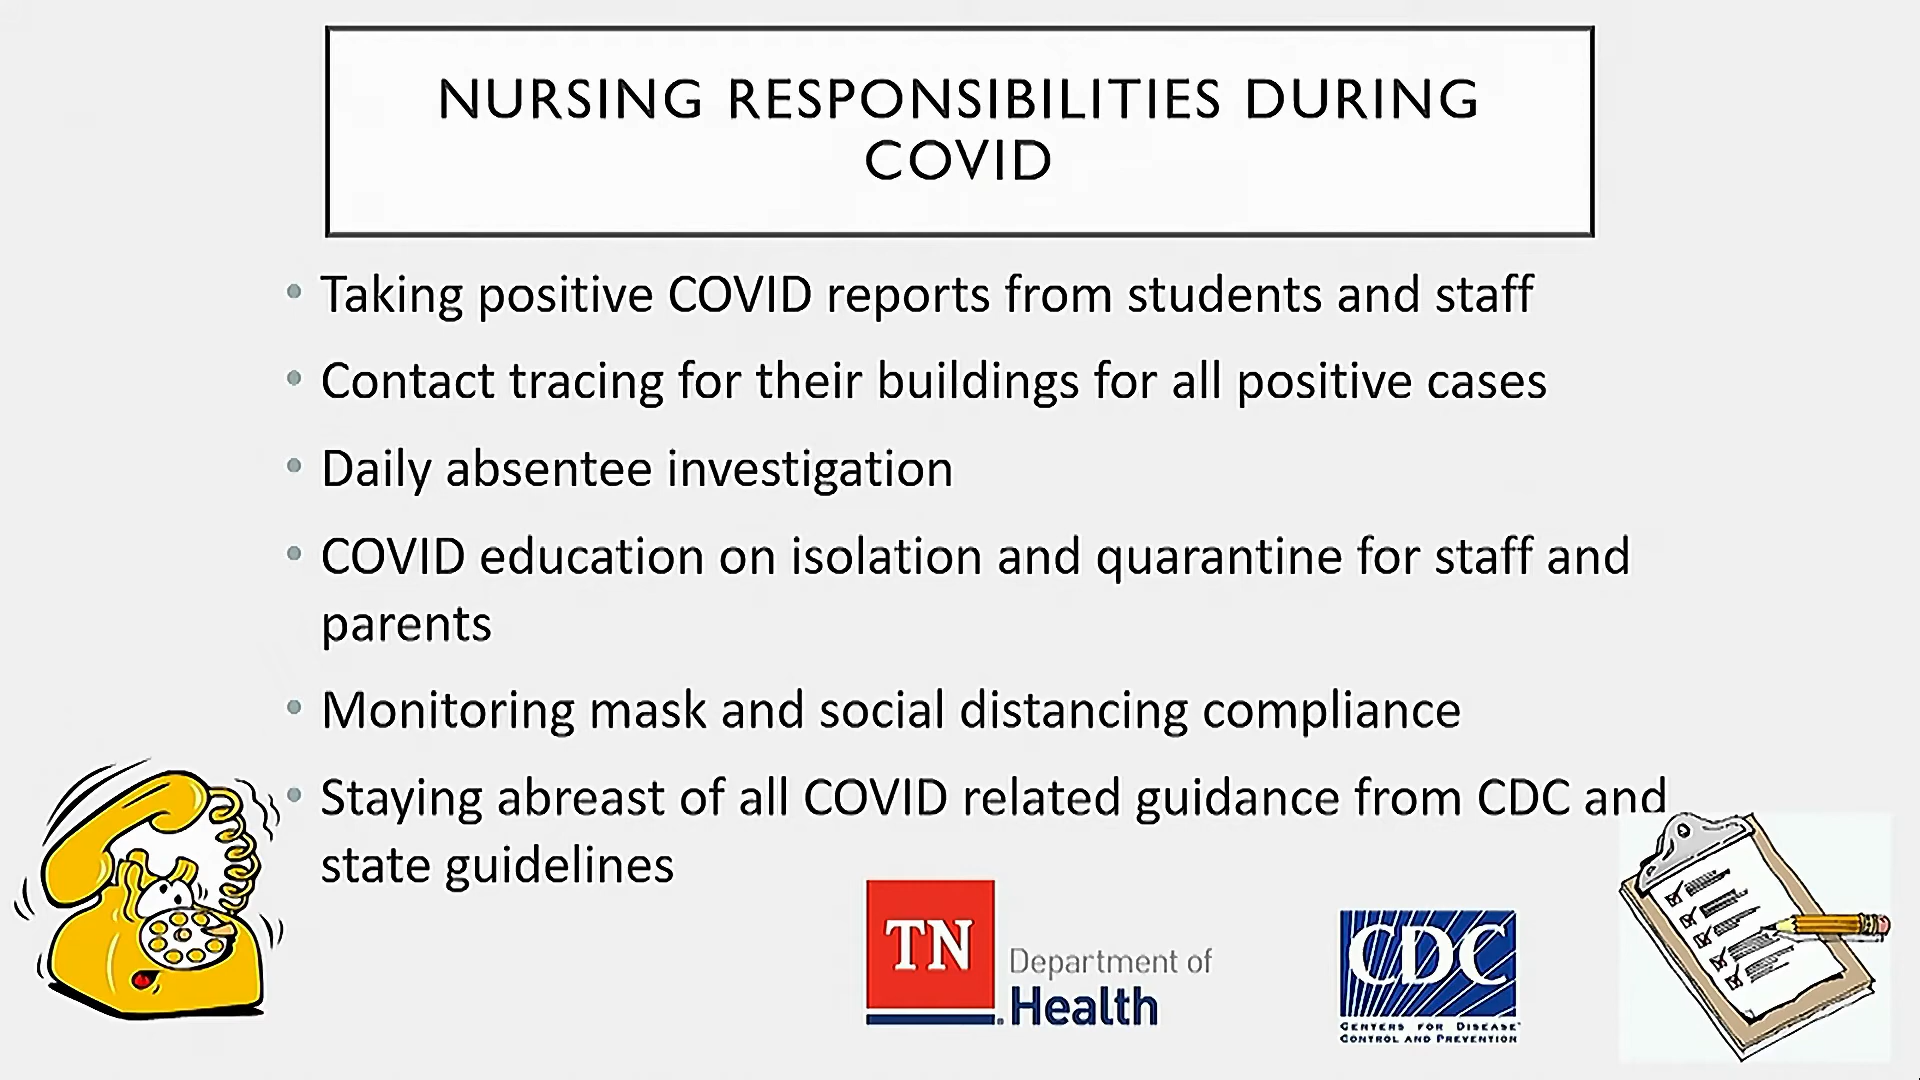 NURSING RESPONSIBILITIES DURING
COVID
• Taking positive COVID reports from students and staff
• Contact tracing for their buildings for all positive cases
• Daily absentee investigation
• COVID education on isolation and quarantine for staff and
parents
• Monitoring mask and social distancing compliance
• Staying abreast of all COVID related guidance from CDC and
state guidelines
TN
Department of
Health
CDC
CENTERS FOR DISEASE
CONTROL AND PREVENTION